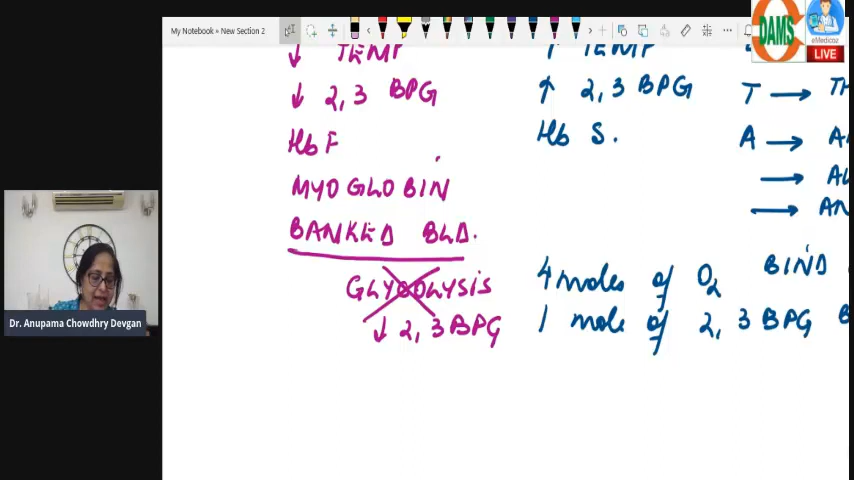 My Notebook » New Section 2
DAMS
eMedicoz
LIVE
↓ TEMP
↓ 2,3 BPG
Hb F
MYOGLOBIN
BANKED BLD.
GLYCOLYSIS
↓ 2,3 BPG
↑ TEMP
↑ 2,3 BPG
Hb S.
T →
A →
→
→
4 moles of O2 BIND
1 mole of 2,3 BPG B
Dr. Anupama Chowdhry Devgan